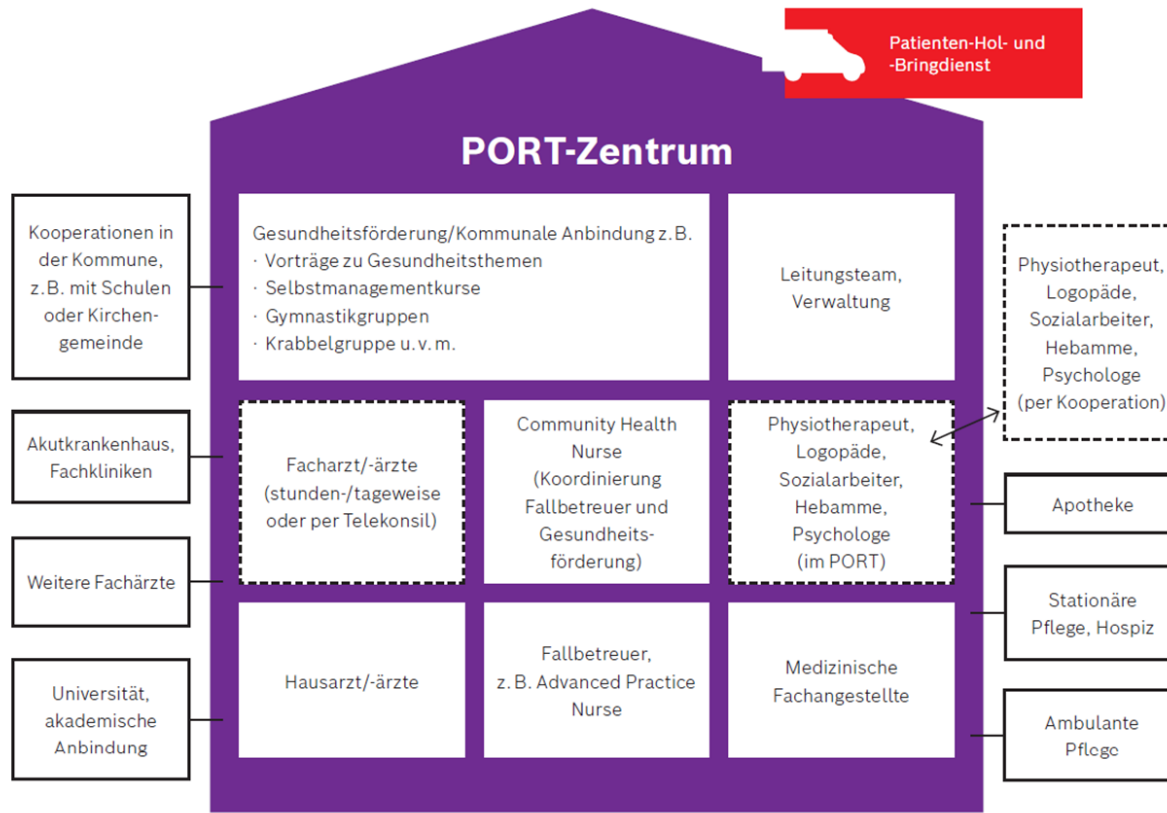 Patienten-Hol- und
-Bringdienst
PORT-Zentrum
Kooperationen in
der Kommune,
z.B. mit Schulen
oder Kirchen-
gemeinde
Akutkrankenhaus,
Fachkliniken
Weitere Fachärzte
Universität,
akademische
Anbindung
Gesundheitsförderung/Kommunale Anbindung z.B.
· Vorträge zu Gesundheitsthemen
· Selbstmanagementkurse
· Gymnastikgruppen
· Krabbelgruppe u.v.m.
Leitungsteam,
Verwaltung
Facharzt/-ärzte
(stunden-/tageweise
oder per Telekonsil)
Community Health
Nurse
(Koordinierung
Fallbetreuer und
Gesundheits-
förderung)
Physiotherapeut,
Logopäde,
Sozialarbeiter,
Hebamme,
Psychologe
(im PORT)
Hausarzt/-ärzte
Fallbetreuer,
z.B. Advanced Practice
Nurse
Medizinische
Fachangestellte
Physiotherapeut,
Logopäde,
Sozialarbeiter,
Hebamme,
Psychologe
(per Kooperation)
Apotheke
Stationäre
Pflege, Hospiz
Ambulante
Pflege